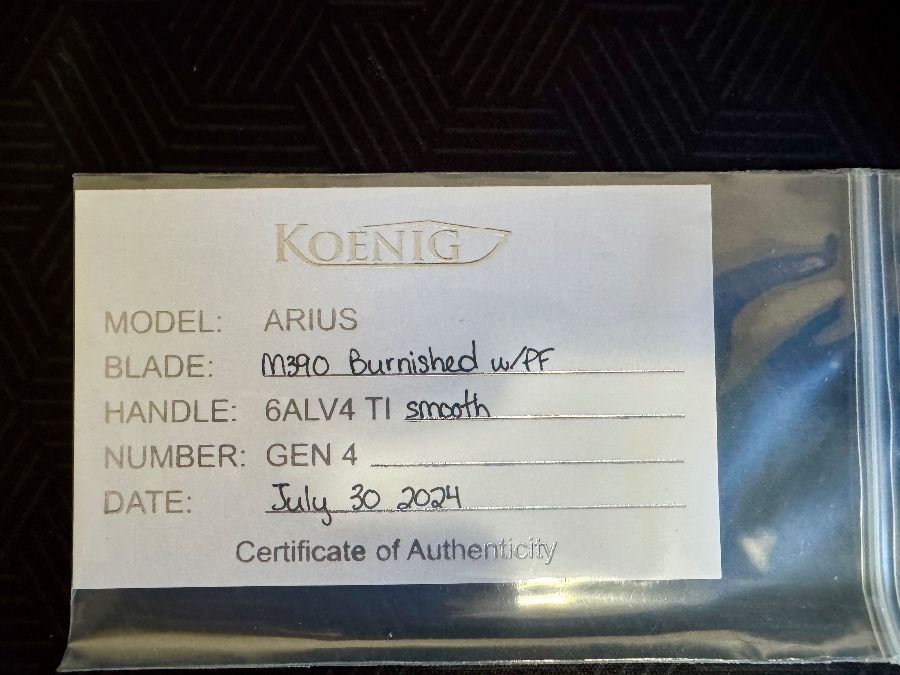 KOENIG
MODEL: ARIUS
BLADE: M390 Burnished w/PF
HANDLE: 6ALV4 TI smooth
NUMBER: GEN 4
DATE: July 30 2024
Certificate of Authenticity